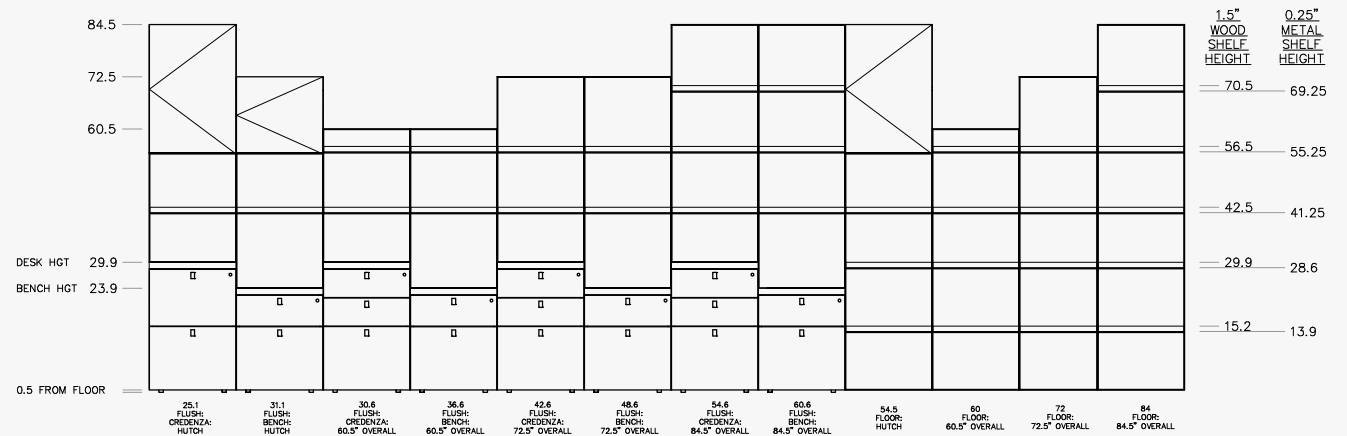 84.5
72.5
60.5
DESK HGT 29.9
BENCH HGT 23.9
0.5 FROM FLOOR
1.5”
WOOD
SHELF
HEIGHT
0.25”
METAL
SHELF
HEIGHT
70.5
69.25
56.5
55.25
42.5
41.25
29.9
28.6
15.2
13.9
25.1
FLUSH:
CREDENZA:
HUTCH
31.1
FLUSH:
BENCH:
HUTCH
30.6
FLUSH:
CREDENZA:
60.5” OVERALL
36.6
FLUSH:
BENCH:
60.5” OVERALL
42.6
FLUSH:
CREDENZA:
72.5” OVERALL
48.6
FLUSH:
BENCH:
72.5” OVERALL
54.6
FLUSH:
CREDENZA:
84.5” OVERALL
60.6
FLUSH:
BENCH:
84.5” OVERALL
54.5
FLOOR:
HUTCH
60
FLOOR:
60.5” OVERALL
72
FLOOR:
72.5” OVERALL
84
FLOOR:
84.5” OVERALL